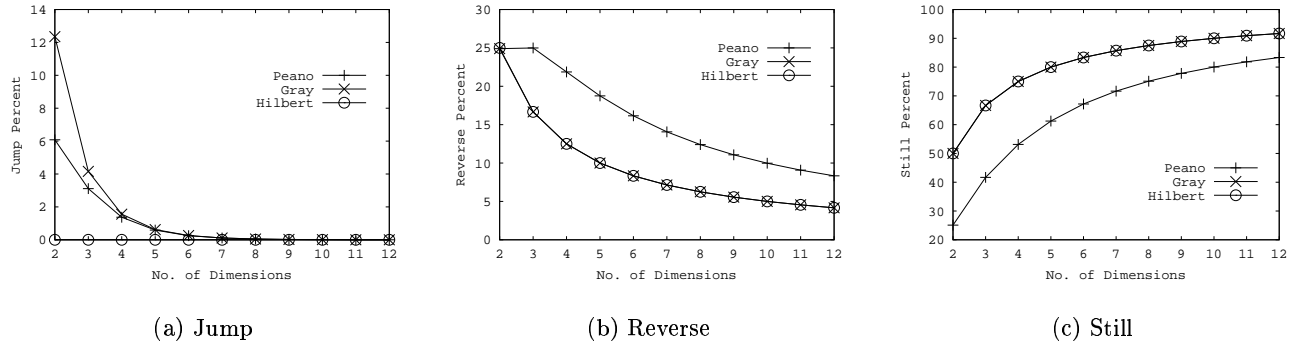 14
12
10
8
6
4
2
0
Jump Percent
Peano
Gray
Hilbert
2 3 4 5 6 7 8 9 10 11 12
No. of Dimensions
(a) Jump
30
25
20
15
10
5
0
Reverse Percent
Peano
Gray
Hilbert
2 3 4 5 6 7 8 9 10 11 12
No. of Dimensions
(b) Reverse
100
90
80
70
60
50
40
30
20
Still Percent
Peano
Gray
Hilbert
2 3 4 5 6 7 8 9 10 11 12
No. of Dimensions
(c) Still